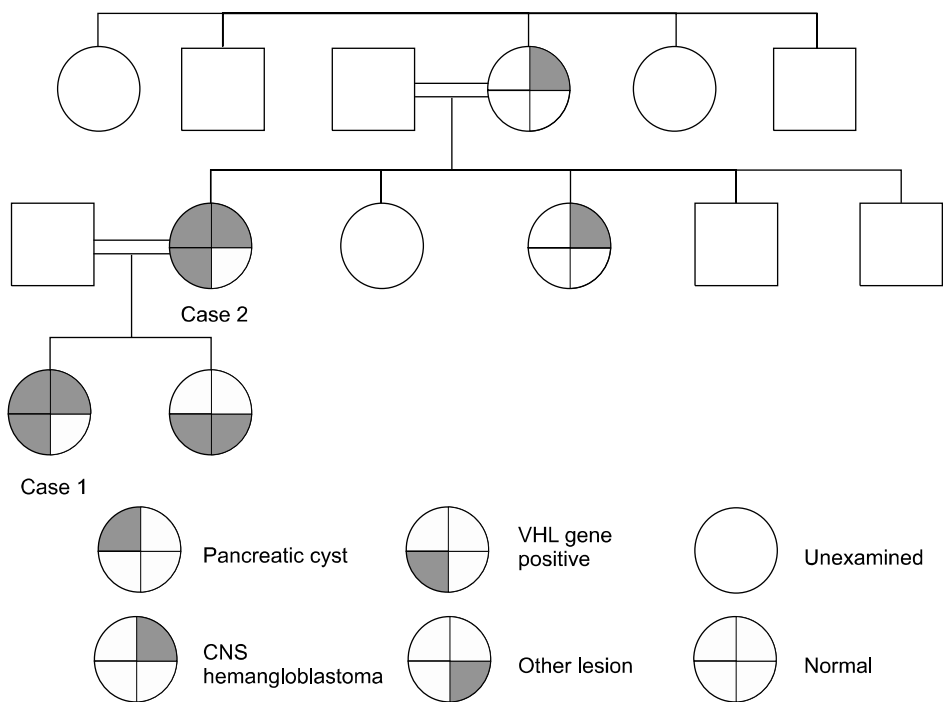 Case 2
Case 1
Pancreatic cyst
VHL gene
positive
Unexamined
CNS
hemangloblastoma
Other lesion
Normal